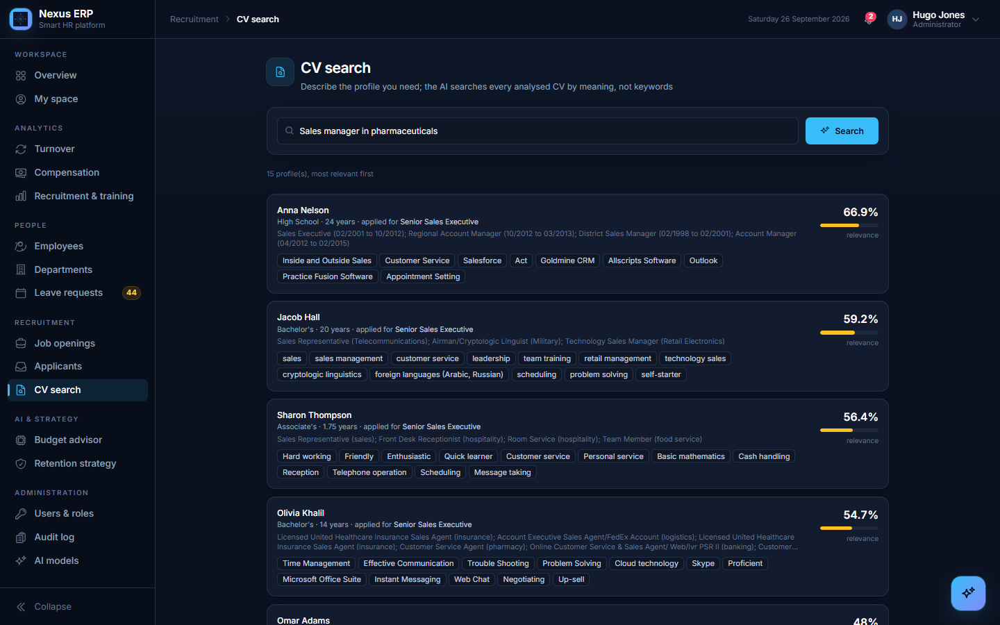 Nexus ERP
Smart HR platform
Recruitment
CV search
Saturday 26 September 2026
2
HJ
Hugo Jones
Administrator
WORKSPACE
Overview
My space
ANALYTICS
Turnover
Compensation
Recruitment & training
PEOPLE
Employees
Departments
Leave requests
44
RECRUITMENT
Job openings
Applicants
CV search
AI & STRATEGY
Budget advisor
Retention strategy
ADMINISTRATION
Users & roles
Audit log
AI models
Collapse
CV search
Describe the profile you need; the AI searches every analysed CV by meaning, not keywords
Sales manager in pharmaceuticals
Search
15 profile(s), most relevant first
Anna Nelson
66.9%
High School · 24 years · applied for Senior Sales Executive
relevance
Sales Executive (02/2001 to 10/2012); Regional Account Manager (10/2012 to 03/2013); District Sales Manager (02/1998 to 02/2001); Account Manager
(04/2012 to 02/2015)
Inside and Outside Sales
Customer Service
Salesforce
Act
Goldmine CRM
Allscripts Software
Outlook
Practice Fusion Software
Appointment Setting
Jacob Hall
59.2%
Bachelor's · 20 years · applied for Senior Sales Executive
relevance
Sales Representative (Telecommunications); Airman/Cryptologic Linguist (Military); Technology Sales Manager (Retail Electronics)
sales
sales management
customer service
leadership
team training
retail management
technology sales
cryptologic linguistics
foreign languages (Arabic, Russian)
scheduling
problem solving
self-starter
Sharon Thompson
56.4%
Associate's · 1.75 years · applied for Senior Sales Executive
relevance
Sales Representative (sales); Front Desk Receptionist (hospitality); Room Service (hospitality); Team Member (food service)
Hard working
Friendly
Enthusiastic
Quick learner
Customer service
Personal service
Basic mathematics
Cash handling
Reception
Telephone operation
Scheduling
Message taking
Olivia Khalil
54.7%
Bachelor's · 14 years · applied for Senior Sales Executive
relevance
Licensed United Healthcare Insurance Sales Agent (insurance); Account Executive Sales Agent/FedEx Account (logistics); Licensed United Healthcare
Insurance Sales Agent (insurance); Customer Service Agent (pharmacy); Online Customer Service & Sales Agent/ Web/Ivr PSR II (banking); Customer...
Time Management
Effective Communication
Trouble Shooting
Problem Solving
Cloud technology
Skype
Proficient
Microsoft Office Suite
Instant Messaging
Web Chat
Negotiating
Up-sell
Omar Adams
48%